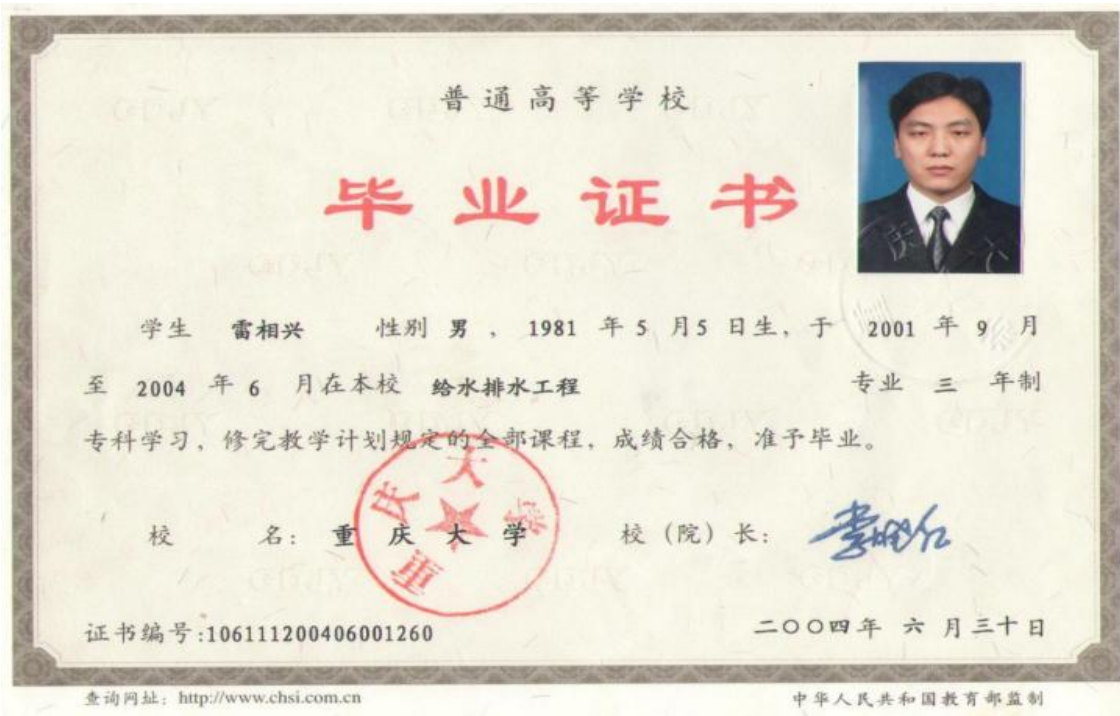 普通高等学校
毕业证书
学生 雷相兴 性别 男 ，1981 年 5 月5 日生，于 2001 年 9 月
至 2004 年 6 月在本校 给水排水工程 专业 三 年制
专科学习，修完教学计划规定的全部课程，成绩合格，准予毕业。
校 名：重庆大学 校（院）长：
重庆大学
证书编号:106111200406001260 二〇〇四年 六 月三十日
查询网址：http://www.chsi.com.cn 中华人民共和国教育部监制